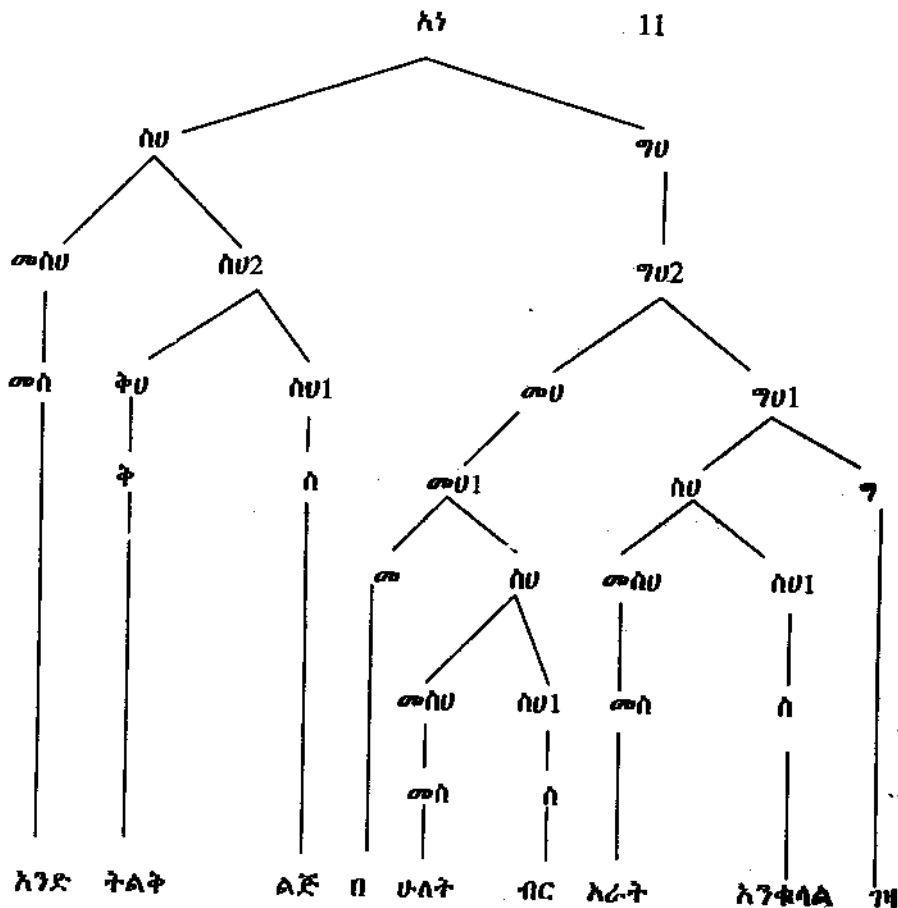 አነ 11
ስሀ ግሀ
መስሀ ስሀ2 ግሀ2
መስ ቅሀ ስሀ1 መሀ ግሀ1
ቅ ስ መሀ1 ስሀ ግ
መ ስሀ መስሀ ስሀ1
መስሀ ስሀ1 መስ ስ
መስ ስ
አንድ ትልቅ ልጅ በ ሁለት ብር አራት እንቁላል ገዛ